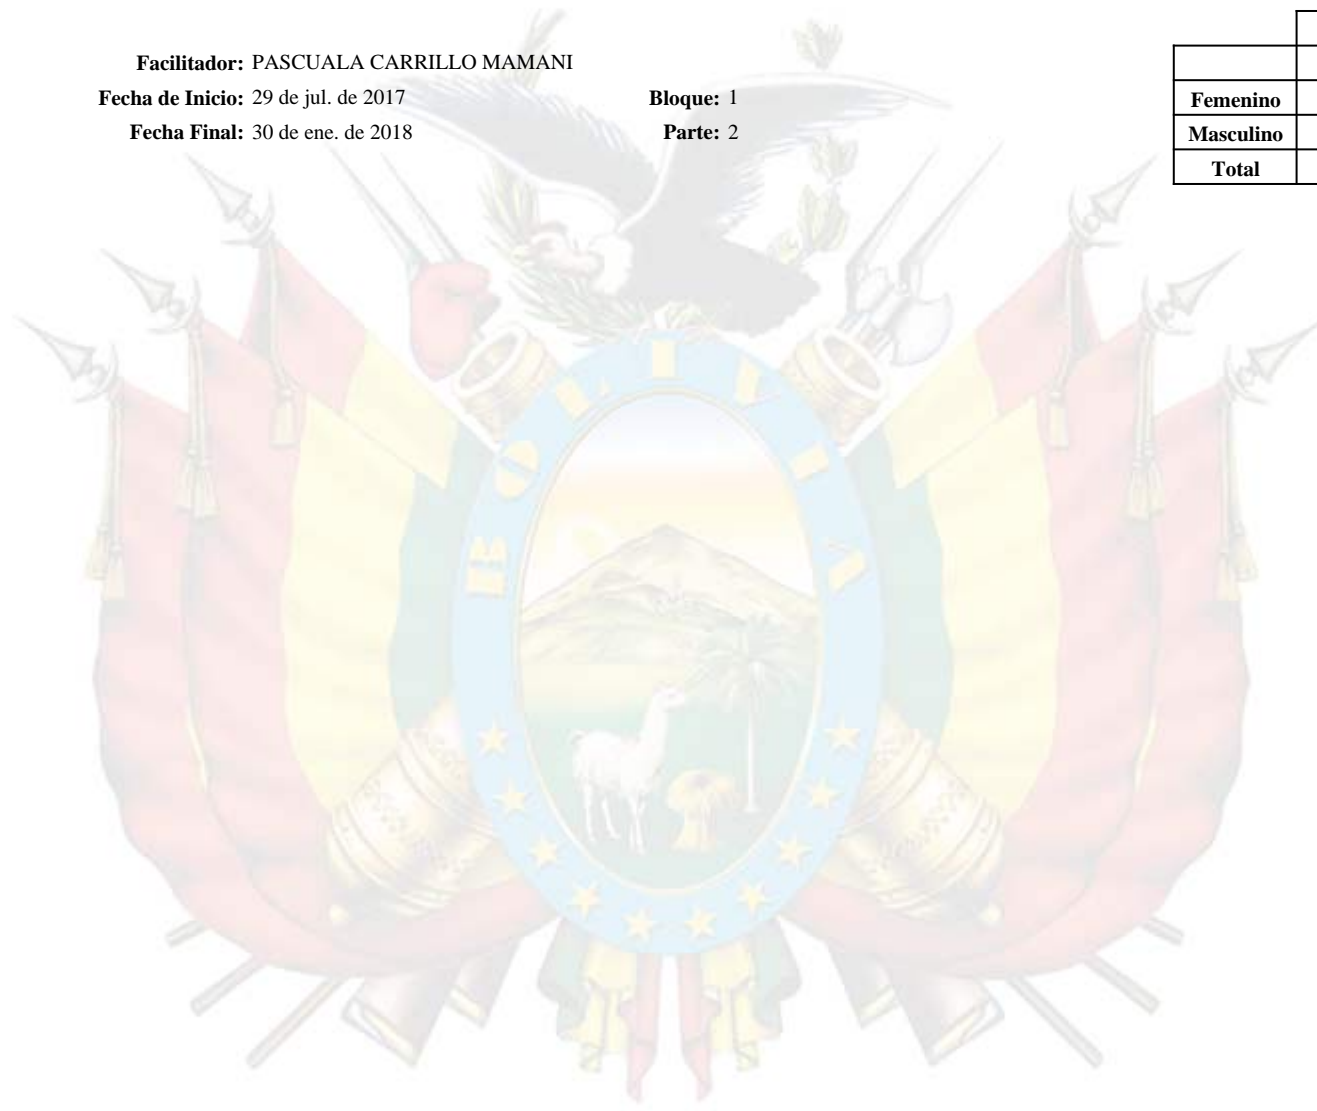 Facilitador: PASCUALA CARRILLO MAMANI
Fecha de Inicio: 29 de jul. de 2017 Bloque: 1
Fecha Final: 30 de ene. de 2018 Parte: 2
Femenino
Masculino
Total
BOLIVIA